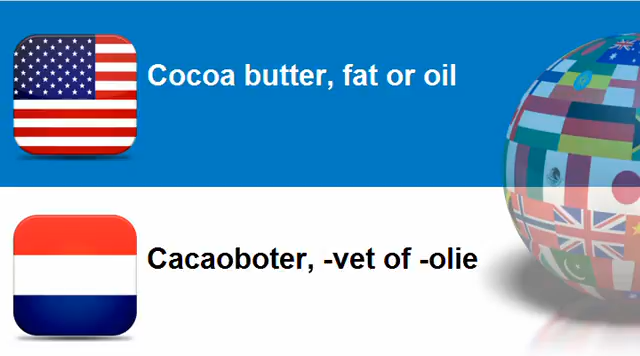 Cocoa butter, fat or oil
Cacaoboter, -vet of -olie